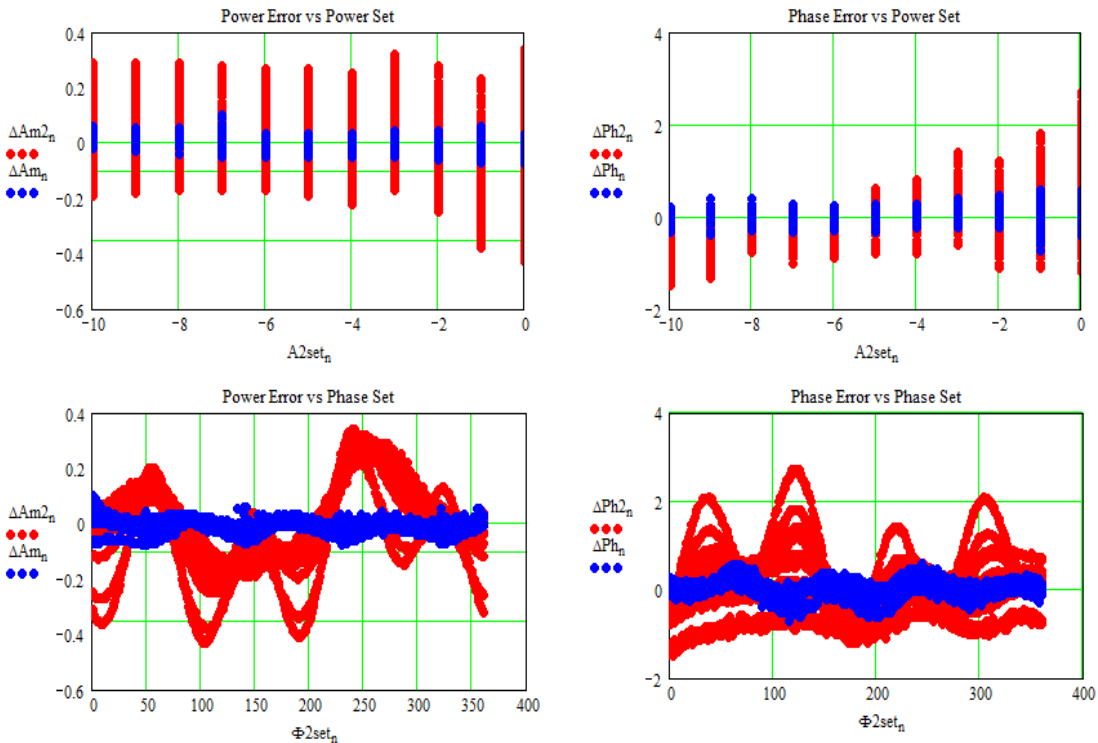 Power Error vs Power Set
0.4
0.2
0
−0.2
−0.4
−0.6
ΔAm2n
ΔAmn
−10 −8 −6 −4 −2 0
A2setn
Phase Error vs Power Set
4
2
0
−2
ΔPh2n
ΔPhn
−10 −8 −6 −4 −2 0
A2setn
Power Error vs Phase Set
0.4
0.2
0
−0.2
−0.4
−0.6
ΔAm2n
ΔAmn
0 50 100 150 200 250 300 350 400
Φ2setn
Phase Error vs Phase Set
4
2
0
−2
ΔPh2n
ΔPhn
0 100 200 300 400
Φ2setn